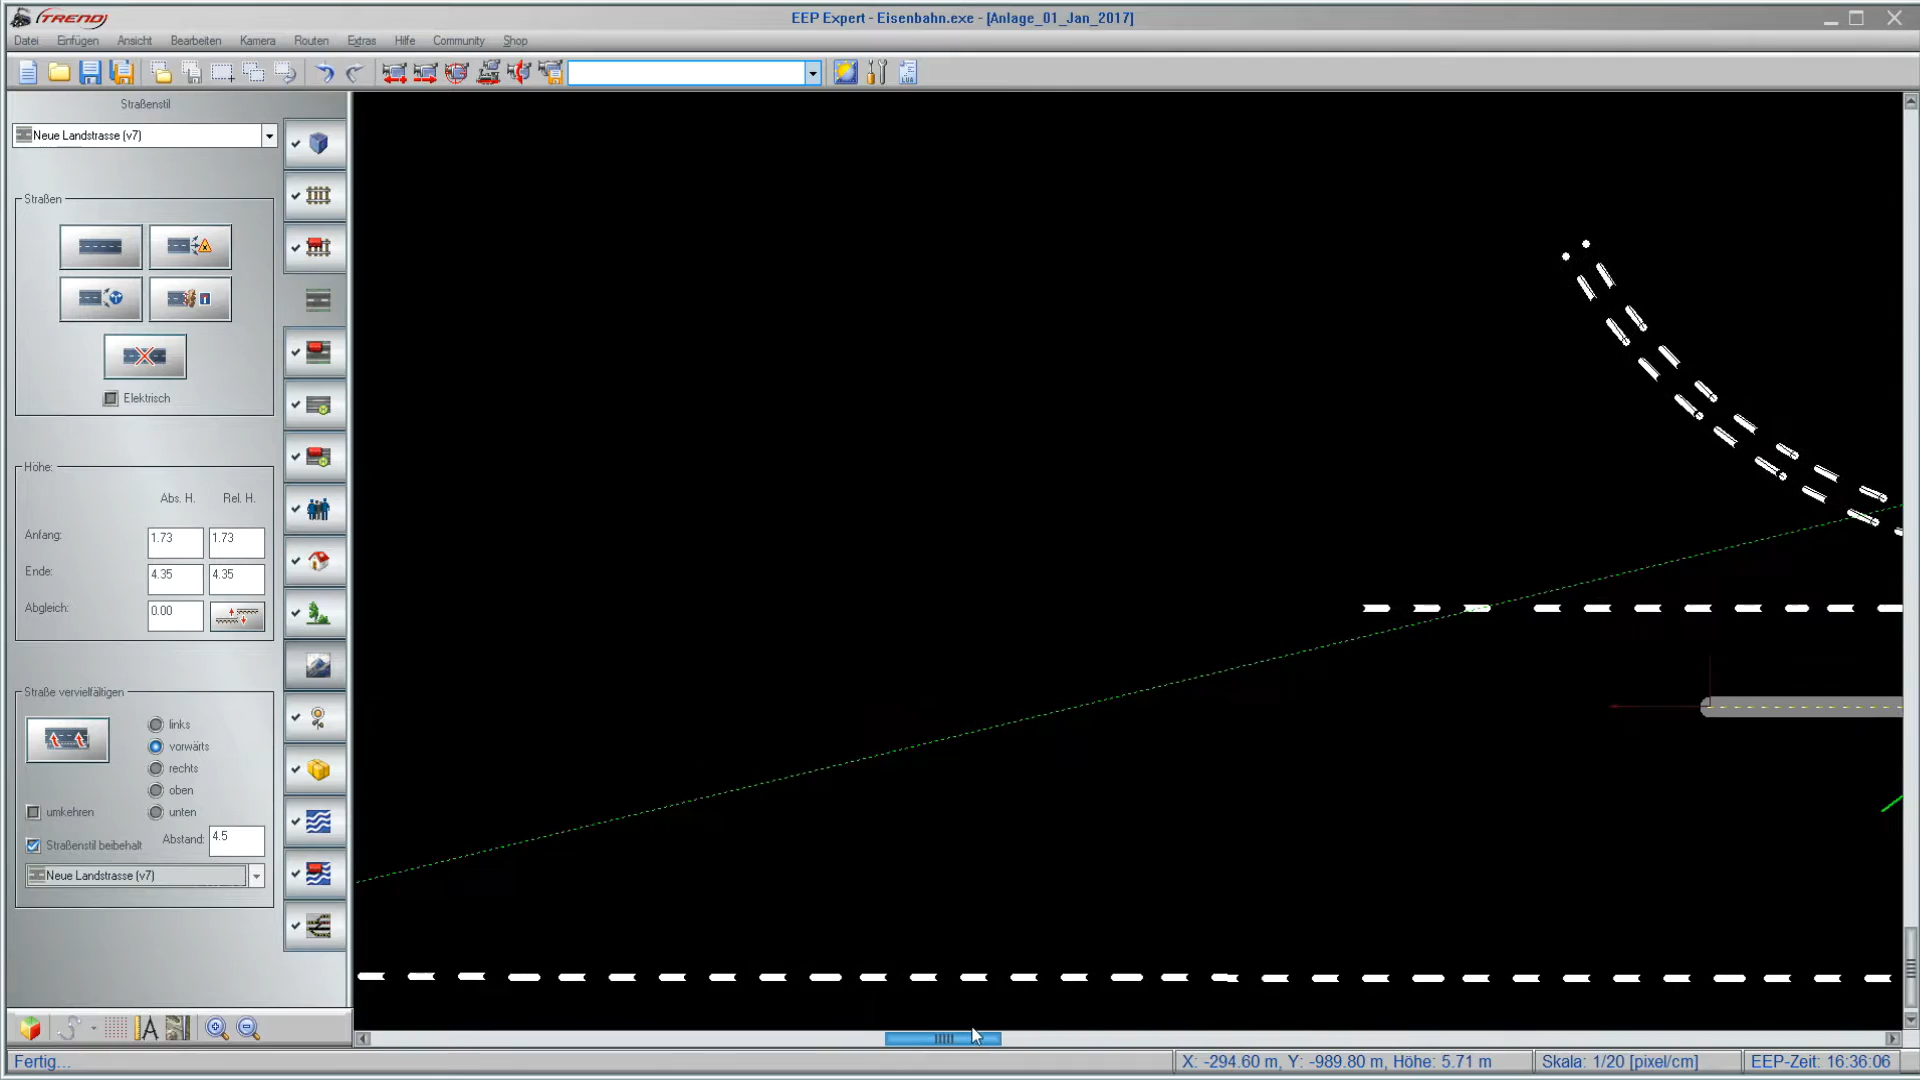 TREND
EEP Expert - Eisenbahn.exe - [Anlage_01_Jan_2017]
Datei Einfügen Ansicht Bearbeiten Kamera Routen Extras Hilfe Community Shop
LUA
Straßenstil
Neue Landstrasse (v7)
Straßen
Elektrisch
Höhe:
Abs. H. Rel. H.
Anfang: 1.73 1.73
Ende: 4.35 4.35
Abgleich: 0.00
Straße vervielfältigen
links
vorwärts
rechts
oben
umkehren unten
Straßenstil beibehalt Abstand: 4.5
Neue Landstrasse (v7)
Fertig... X: -294.60 m, Y: -989.80 m, Höhe: 5.71 m Skala: 1/20 [pixel/cm] EEP-Zeit: 16:36:06